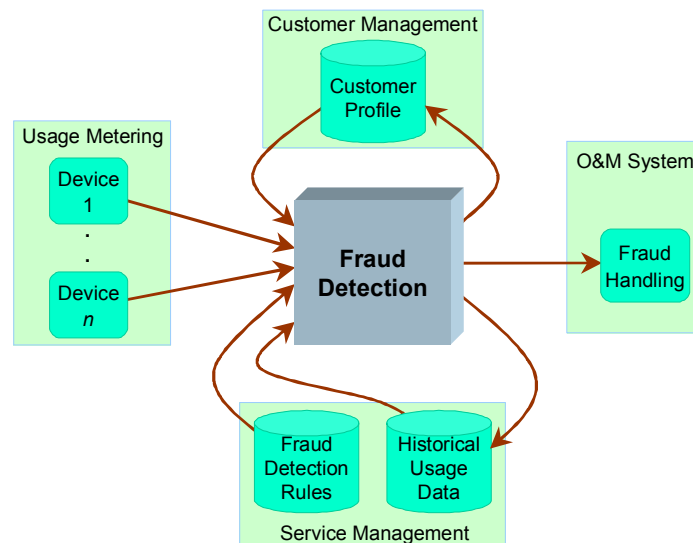 Customer Management
Customer
Profile
Usage Metering
Device
1
.
.
Device
n
Fraud
Detection
O&M System
Fraud
Handling
Fraud
Detection
Rules
Historical
Usage
Data
Service Management